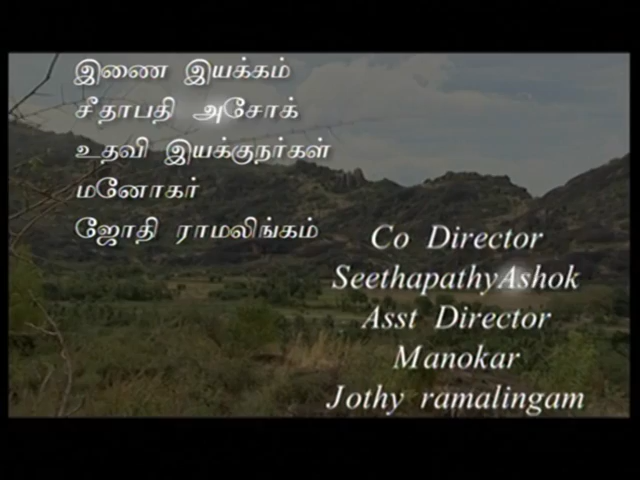 இணை இயக்கம்
சீதாபதி அசோக்
உதவி இயக்குநர்கள்
மனோகர்
ஜோதி ராமலிங்கம்
Co Director
SeethapathyAshok
Asst Director
Manokar
Jothy ramalingam